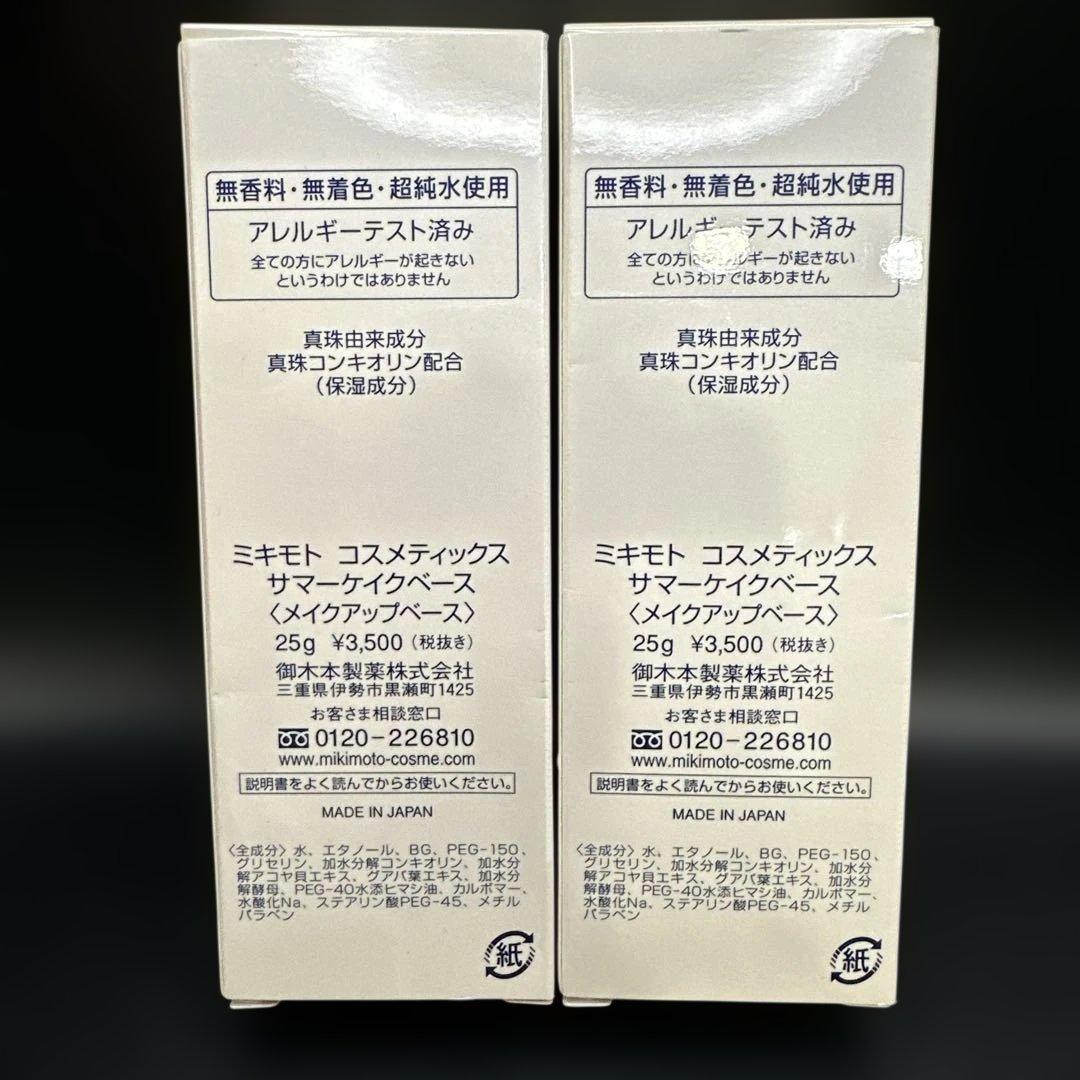 無香料・無着色・超純水使用
アレルギーテスト済み
全ての方にアレルギーが起きない
というわけではありません
真珠由来成分
真珠コンキオリン配合
（保湿成分）
ミキモト コスメティックス
サマーケイクベース
〈メイクアップベース〉
25g ¥3,500（税抜き）
御木本製薬株式会社
三重県伊勢市黒瀬町1425
お客さま相談窓口
0120-226810
www.mikimoto-cosme.com
説明書をよく読んでからお使いください。
MADE IN JAPAN
〈全成分〉水、エタノール、BG、PEG-150、
グリセリン、加水分解コンキオリン、加水分
解アコヤ貝エキス、グアバ葉エキス、加水分
解酵母、PEG-40水添ヒマシ油、カルボマー、
水酸化Na、ステアリン酸PEG-45、メチル
パラベン
紙
無香料・無着色・超純水使用
アレルギーテスト済み
全ての方にアレルギーが起きない
というわけではありません
真珠由来成分
真珠コンキオリン配合
（保湿成分）
ミキモト コスメティックス
サマーケイクベース
〈メイクアップベース〉
25g ¥3,500（税抜き）
御木本製薬株式会社
三重県伊勢市黒瀬町1425
お客さま相談窓口
0120-226810
www.mikimoto-cosme.com
説明書をよく読んでからお使いください。
MADE IN JAPAN
〈全成分〉水、エタノール、BG、PEG-150、
グリセリン、加水分解コンキオリン、加水分
解アコヤ貝エキス、グアバ葉エキス、加水分
解酵母、PEG-40水添ヒマシ油、カルボマー、
水酸化Na、ステアリン酸PEG-45、メチル
パラベン
紙